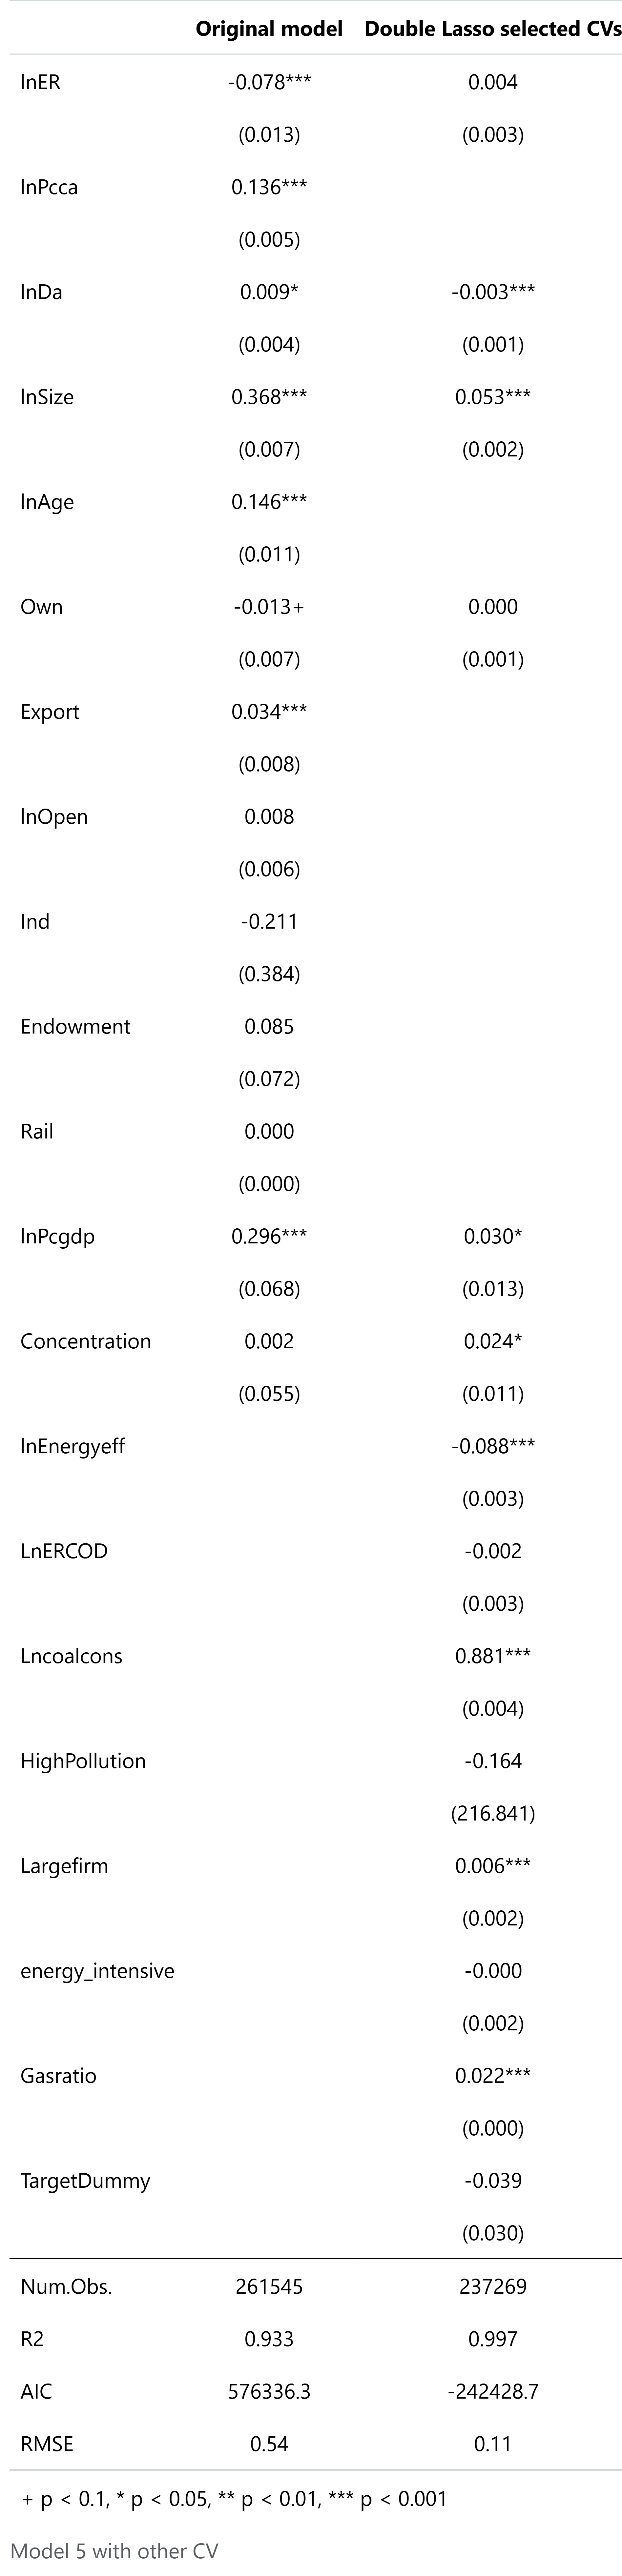 Original model Double Lasso selected CVs
lnER -0.078*** 0.004
(0.013) (0.003)
lnPcca 0.136***
(0.005)
lnDa 0.009* -0.003***
(0.004) (0.001)
lnSize 0.368*** 0.053***
(0.007) (0.002)
lnAge 0.146***
(0.011)
Own -0.013+ 0.000
(0.007) (0.001)
Export 0.034***
(0.008)
lnOpen 0.008
(0.006)
Ind -0.211
(0.384)
Endowment 0.085
(0.072)
Rail 0.000
(0.000)
lnPcgdp 0.296*** 0.030*
(0.068) (0.013)
Concentration 0.002 0.024*
(0.055) (0.011)
lnEnergyeff -0.088***
(0.003)
LnERCOD -0.002
(0.003)
Lncoalcons 0.881***
(0.004)
HighPollution -0.164
(216.841)
Largefirm 0.006***
(0.002)
energy_intensive -0.000
(0.002)
Gasratio 0.022***
(0.000)
TargetDummy -0.039
(0.030)
Num.Obs. 261545 237269
R2 0.933 0.997
AIC 576336.3 -242428.7
RMSE 0.54 0.11
+ p < 0.1, * p < 0.05, ** p < 0.01, *** p < 0.001
Model 5 with other CV